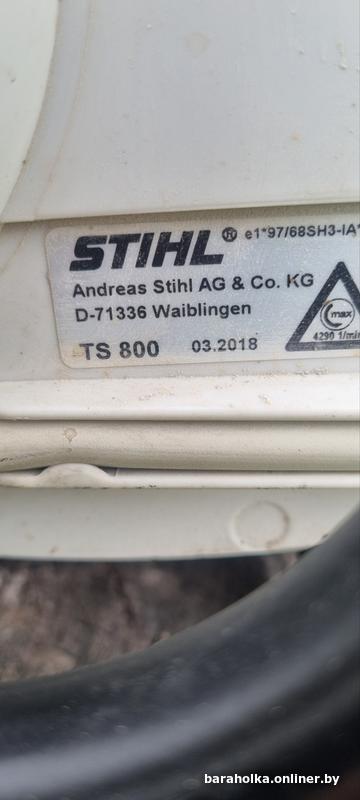 STIHL® e1*97/68SH3-IA*
Andreas Stihl AG & Co. KG
D-71336 Waiblingen
TS 800 03.2018
max
4290 1/min
baraholka.onliner.by